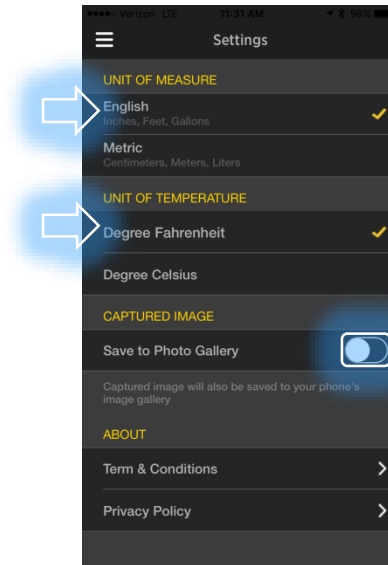 Verizon LTE 11:31 AM 96%
Settings
UNIT OF MEASURE
English
Inches, Feet, Gallons
Metric
Centimeters, Meters, Liters
UNIT OF TEMPERATURE
Degree Fahrenheit
Degree Celsius
CAPTURED IMAGE
Save to Photo Gallery
Captured image will also be saved to your phone's
image gallery
ABOUT
Term & Conditions
Privacy Policy